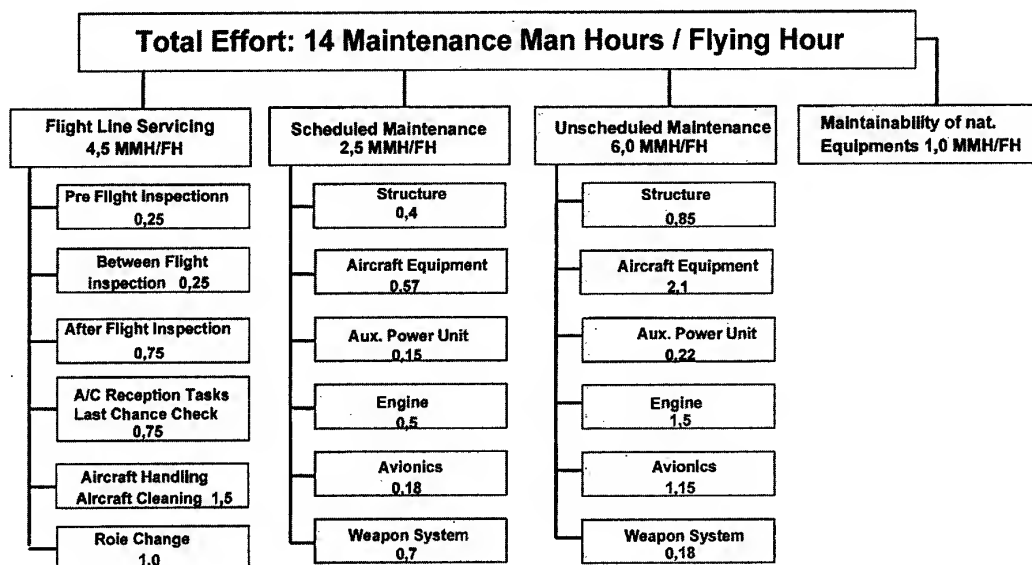 Total Effort: 14 Maintenance Man Hours / Flying Hour
Flight Line Servicing
4,5 MMH/FH
Pre Flight Inspectionn
0,25
Between Flight
inspection 0,25
After Flight Inspection
0,75
A/C Reception Tasks
Last Chance Check
0,75
Aircraft Handling
Aircraft Cleaning 1,5
Role Change
1,0
Scheduled Maintenance
2,5 MMH/FH
Structure
0,4
Aircraft Equipment
0,57
Aux. Power Unit
0,15
Engine
0,5
Avionics
0,18
Weapon System
0,7
Unscheduled Maintenance
6,0 MMH/FH
Structure
0,85
Aircraft Equipment
2,1
Aux. Power Unit
0,22
Engine
1,5
Avionics
1,15
Weapon System
0,18
Maintainability of nat.
Equipments 1,0 MMH/FH